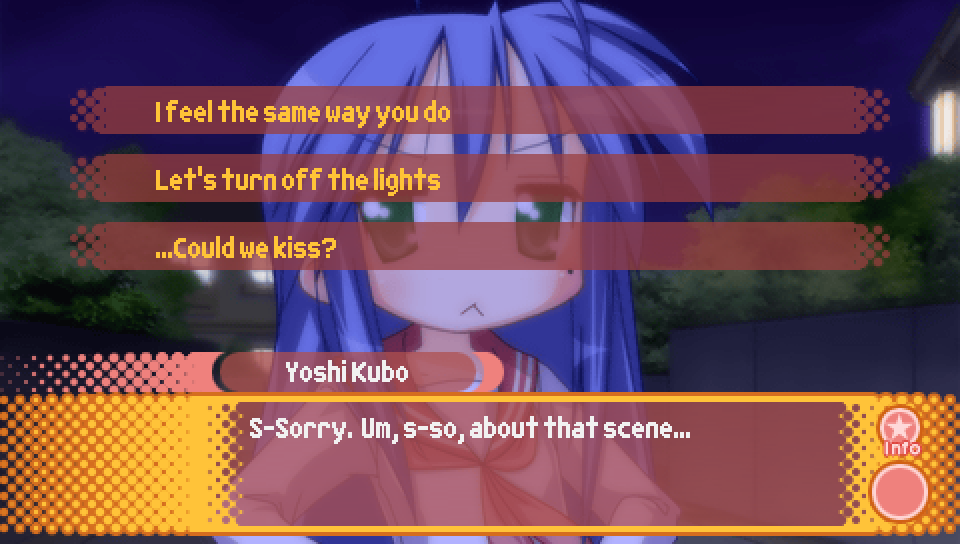 I feel the same way you do
Let's turn off the lights
...Could we kiss?
Yoshi Kubo
S-Sorry. Um, s-so, about that scene...
Info